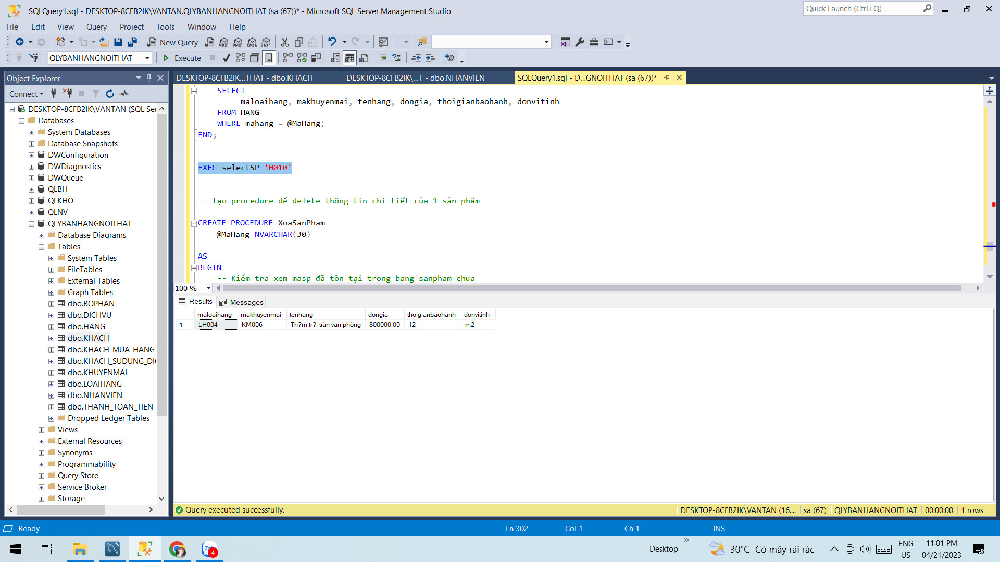 SQLQuery1.sql - DESKTOP-8CFB2IK\VANTAN.QLYBANHANGNOITHAT (sa (67))* - Microsoft SQL Server Management Studio
Quick Launch (Ctrl+Q)
File Edit View Query Project Tools Window Help
New Query MDX DMX XMLA DAX
QLYBANHANGNOITHAT Execute
Object Explorer
Connect
DESKTOP-8CFB2IK\VANTAN (SQL Ser
Databases
System Databases
Database Snapshots
DWConfiguration
DWDiagnostics
DWQueue
QLBH
QLKHO
QLNV
QLYBANHANGNOITHAT
Database Diagrams
Tables
System Tables
FileTables
External Tables
Graph Tables
dbo.BOPHAN
dbo.DICHVU
dbo.HANG
dbo.KHACH
dbo.KHACH_MUA_HANG
dbo.KHACH_SUDUNG_DIC
dbo.KHUYENMAI
dbo.LOAIHANG
dbo.NHANVIEN
dbo.THANH_TOAN_TIEN
Dropped Ledger Tables
Views
External Resources
Synonyms
Programmability
Query Store
Service Broker
Storage
DESKTOP-8CFB2IK...THAT - dbo.KHACH DESKTOP-8CFB2IK\...T - dbo.NHANVIEN SQLQuery1.sql - D...GNOITHAT (sa (67))*
SELECT
maloaihang, makhuyenmai, tenhang, dongia, thoigianbaohanh, donvitinh
FROM HANG
WHERE mahang = @MaHang;
END;
EXEC selectSP 'H010'
-- tạo procedure để delete thông tin chi tiết của 1 sản phẩm
CREATE PROCEDURE XoaSanPham
@MaHang NVARCHAR(30)
AS
BEGIN
-- Kiểm tra xem masp đã tồn tại trong bảng sanpham chưa
100 %
Results Messages
maloaihang makhuyenmai tenhang dongia thoigianbaohanh donvitinh
1 LH004 KM006 Th?m tr?i sàn van phòng 800000.00 12 m2
Query executed successfully. DESKTOP-8CFB2IK\VANTAN (16.... sa (67) QLYBANHANGNOITHAT 00:00:00 1 rows
Ready Ln 302 Col 1 Ch 1 INS
4
Desktop 30°C Có mây rải rác
ENG
US
11:01 PM
04/21/2023